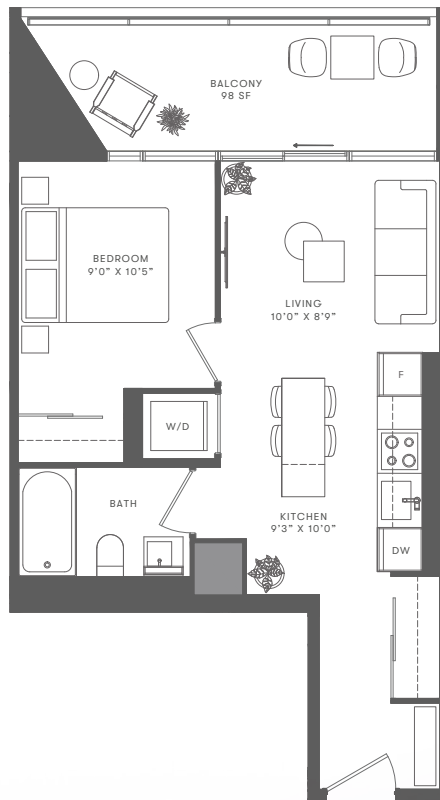 BALCONY
98 SF
BEDROOM
9'0" X 10'5"
LIVING
10'0" X 8'9"
F
W/D
BATH
KITCHEN
9'3" X 10'0"
DW